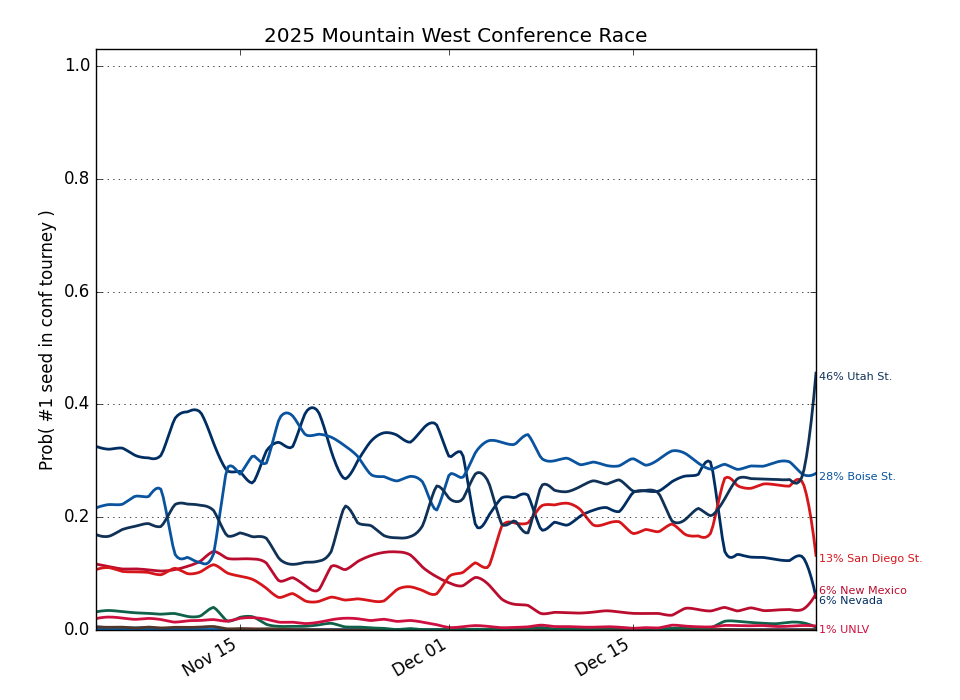 2025 Mountain West Conference Race
Prob( #1 seed in conf tourney )
1.0
0.8
0.6
0.4
0.2
0.0
Nov 15
Dec 01
Dec 15
46% Utah St.
28% Boise St.
13% San Diego St.
6% New Mexico
6% Nevada
1% UNLV